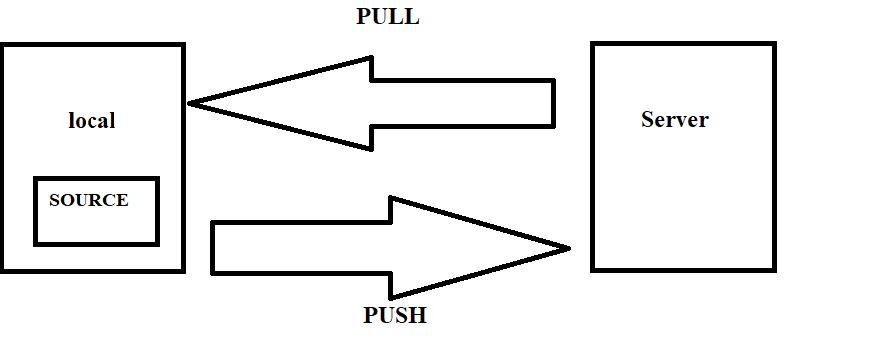 PULL
local
Server
SOURCE
PUSH